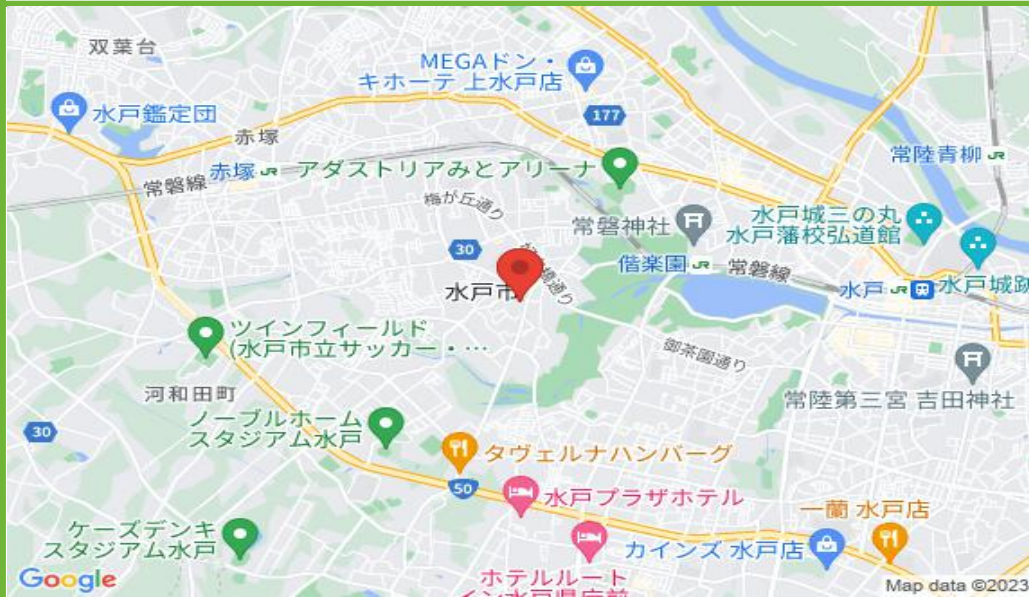 双葉台
MEGAドン・
キホーテ 上水戸店
水戸鑑定団
177
赤塚
常陸青柳
赤塚
アダストリアみとアリーナ
常磐線
梅が丘通り
水戸城三の丸
水戸藩校弘道館
常磐神社
30
偕楽園
常磐線
水戸
水戸城跡
水戸市
ツインフィールド
(水戸市立サッカー・…
御茶園通り
河和田町
常陸第三宮 吉田神社
ノーブルホーム
スタジアム水戸
30
タヴェルナハンバーグ
50
水戸プラザホテル
一蘭 水戸店
ケーズデンキ
スタジアム水戸
カインズ 水戸店
Google
ホテルルート
イン水戸県庁前
Map data ©2023